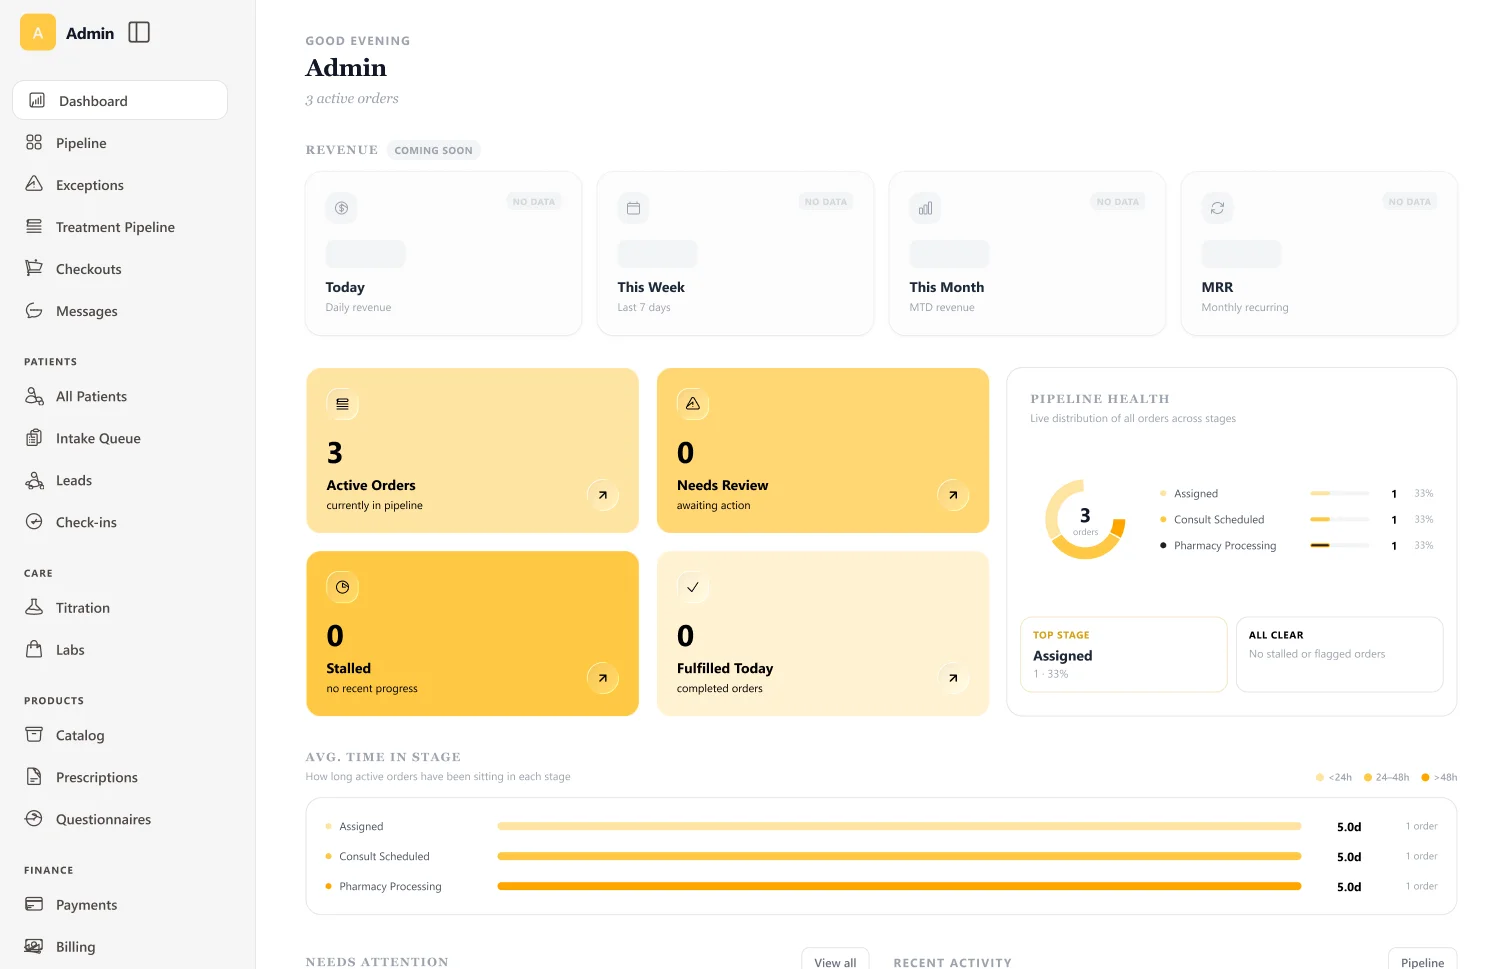 A
Admin
Dashboard
Pipeline
Exceptions
Treatment Pipeline
Checkouts
Messages
PATIENTS
All Patients
Intake Queue
Leads
Check-ins
CARE
Titration
Labs
PRODUCTS
Catalog
Prescriptions
Questionnaires
FINANCE
Payments
Billing
GOOD EVENING
Admin
3 active orders
REVENUE COMING SOON
NO DATA
Today
Daily revenue
NO DATA
This Week
Last 7 days
NO DATA
This Month
MTD revenue
NO DATA
MRR
Monthly recurring
3
Active Orders
currently in pipeline
0
Needs Review
awaiting action
0
Stalled
no recent progress
0
Fulfilled Today
completed orders
PIPELINE HEALTH
Live distribution of all orders across stages
3
orders
Assigned 1 33%
Consult Scheduled 1 33%
Pharmacy Processing 1 33%
TOP STAGE
Assigned
1 · 33%
ALL CLEAR
No stalled or flagged orders
AVG. TIME IN STAGE
How long active orders have been sitting in each stage
<24h 24–48h >48h
Assigned 5.0d 1 order
Consult Scheduled 5.0d 1 order
Pharmacy Processing 5.0d 1 order
NEEDS ATTENTION View all
RECENT ACTIVITY Pipeline